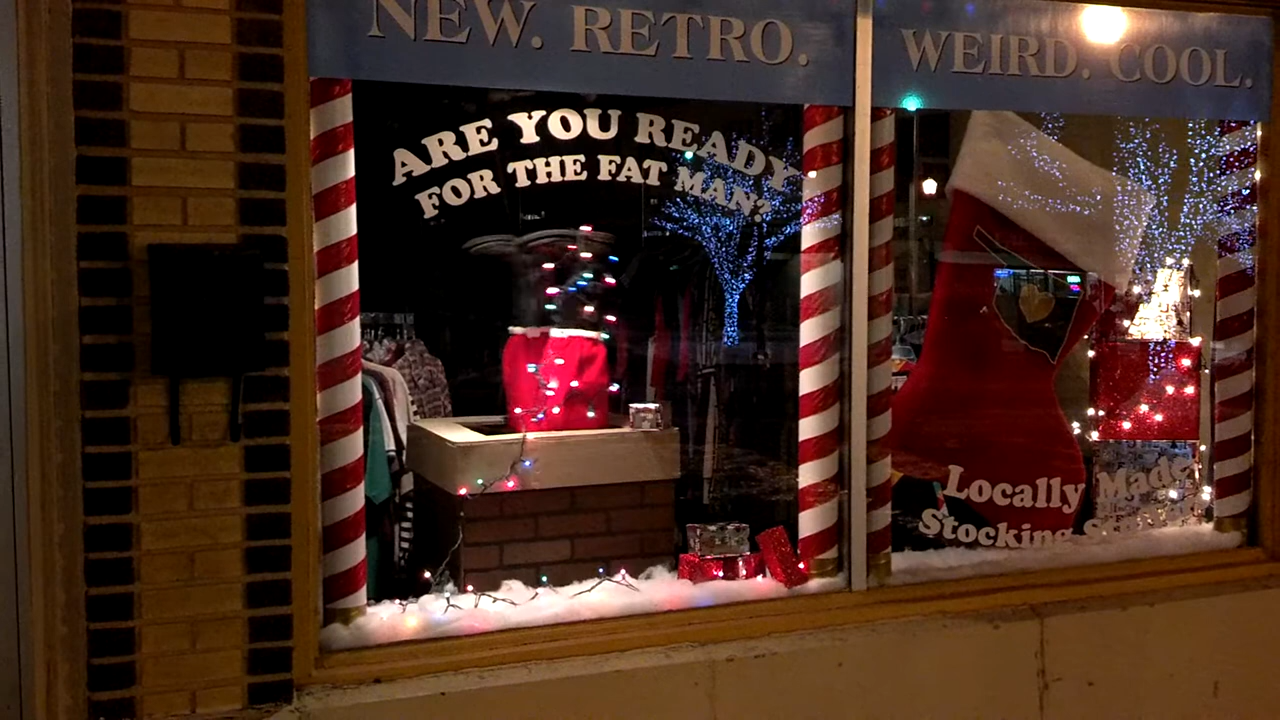 NEW. RETRO.
WEIRD. COOL.
ARE YOU READY
FOR THE FAT MAN?
Locally Made
Stocking